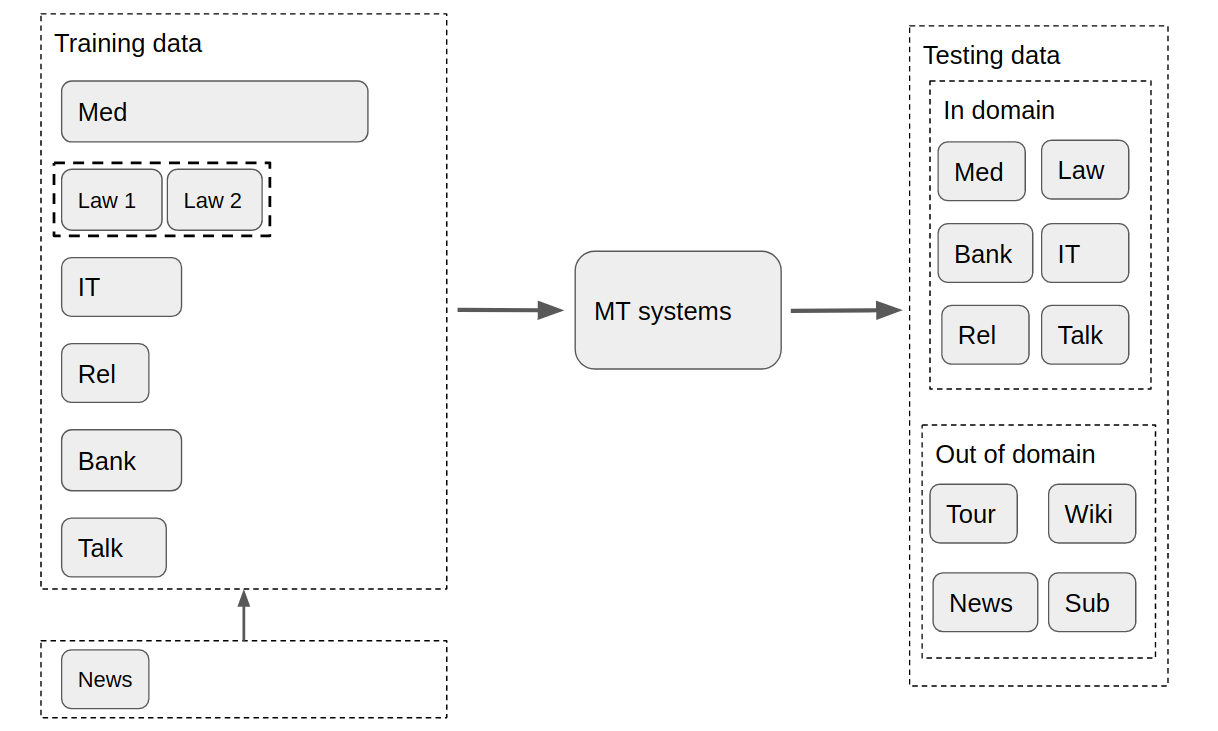 Training data
Med
Law 1
Law 2
IT
Rel
Bank
Talk
News
MT systems
Testing data
In domain
Med
Law
Bank
IT
Rel
Talk
Out of domain
Tour
Wiki
News
Sub